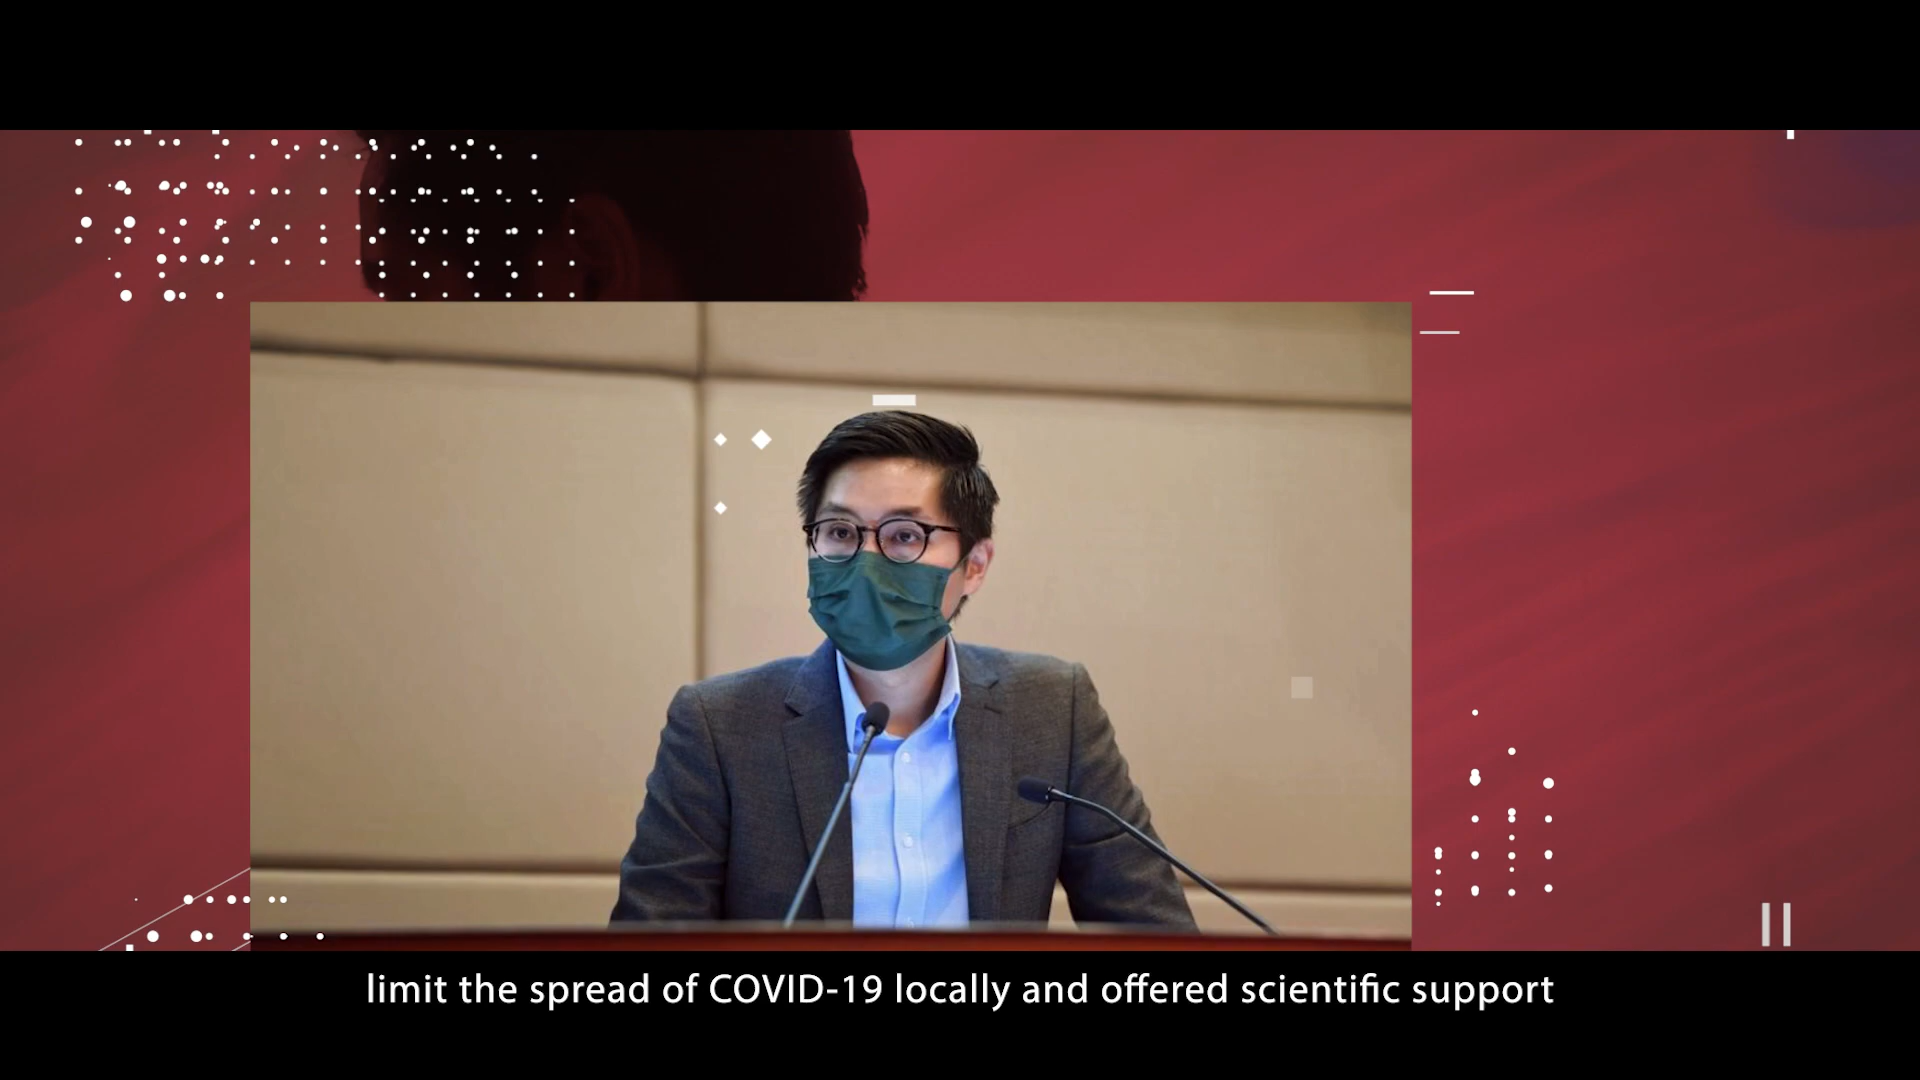 limit the spread of COVID-19 locally and offered scientific support